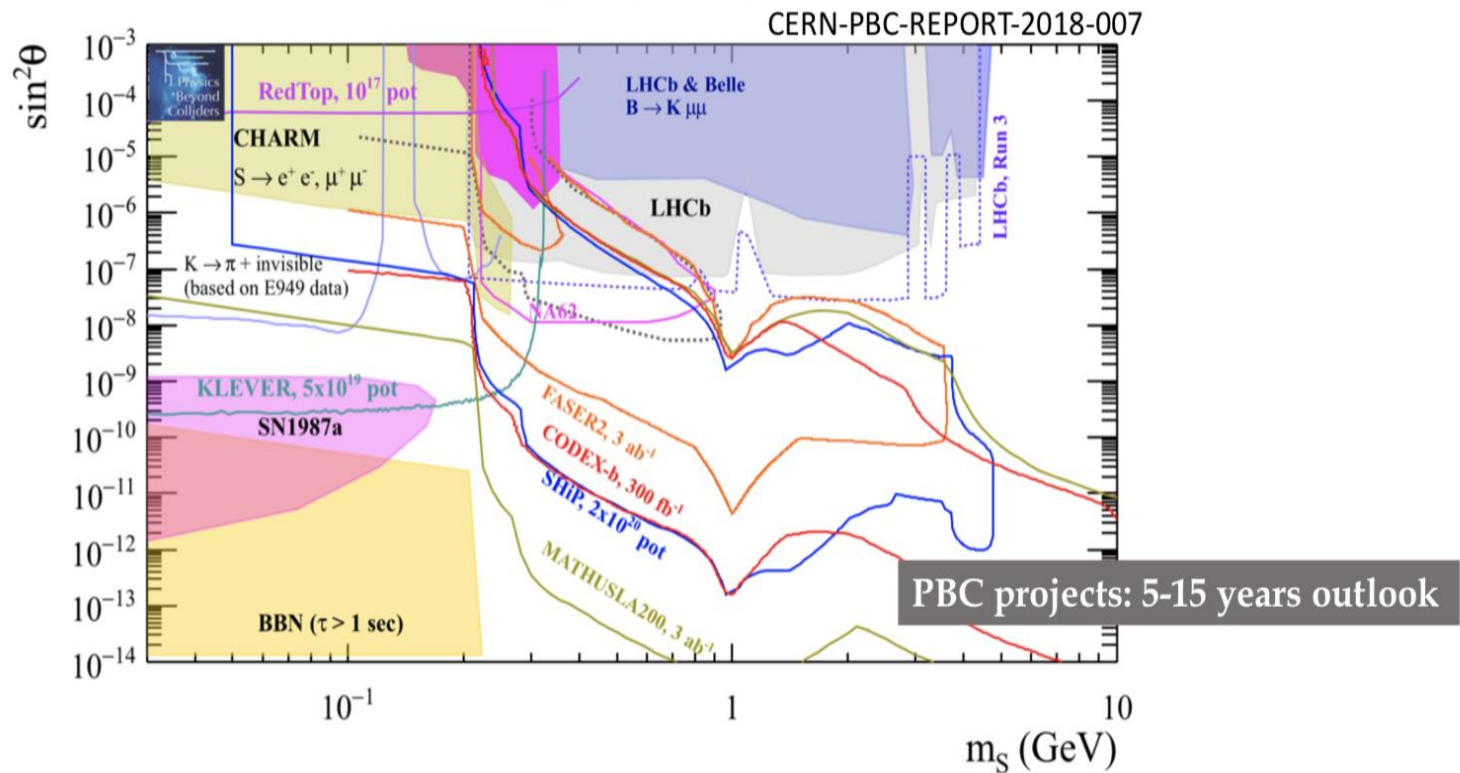 CERN-PBC-REPORT-2018-007
sin²θ
10⁻³
10⁻⁴
10⁻⁵
10⁻⁶
10⁻⁷
10⁻⁸
10⁻⁹
10⁻¹⁰
10⁻¹¹
10⁻¹²
10⁻¹³
10⁻¹⁴
Physics
Beyond
Colliders
RedTop, 10¹⁷ pot
CHARM
S → e⁺ e⁻, μ⁺ μ⁻
LHCb & Belle
B → K μμ
LHCb
LHCb, Run 3
K → π + invisible
(based on E949 data)
NA62
KLEVER, 5x10¹⁹ pot
SN1987a
FASER2, 3 ab⁻¹
CODEX-b, 300 fb⁻¹
SHiP, 2x10²⁰ pot
MATHUSLA200, 3 ab⁻¹
BBN (τ > 1 sec)
PBC projects: 5-15 years outlook
10⁻¹
1
10
m_S (GeV)